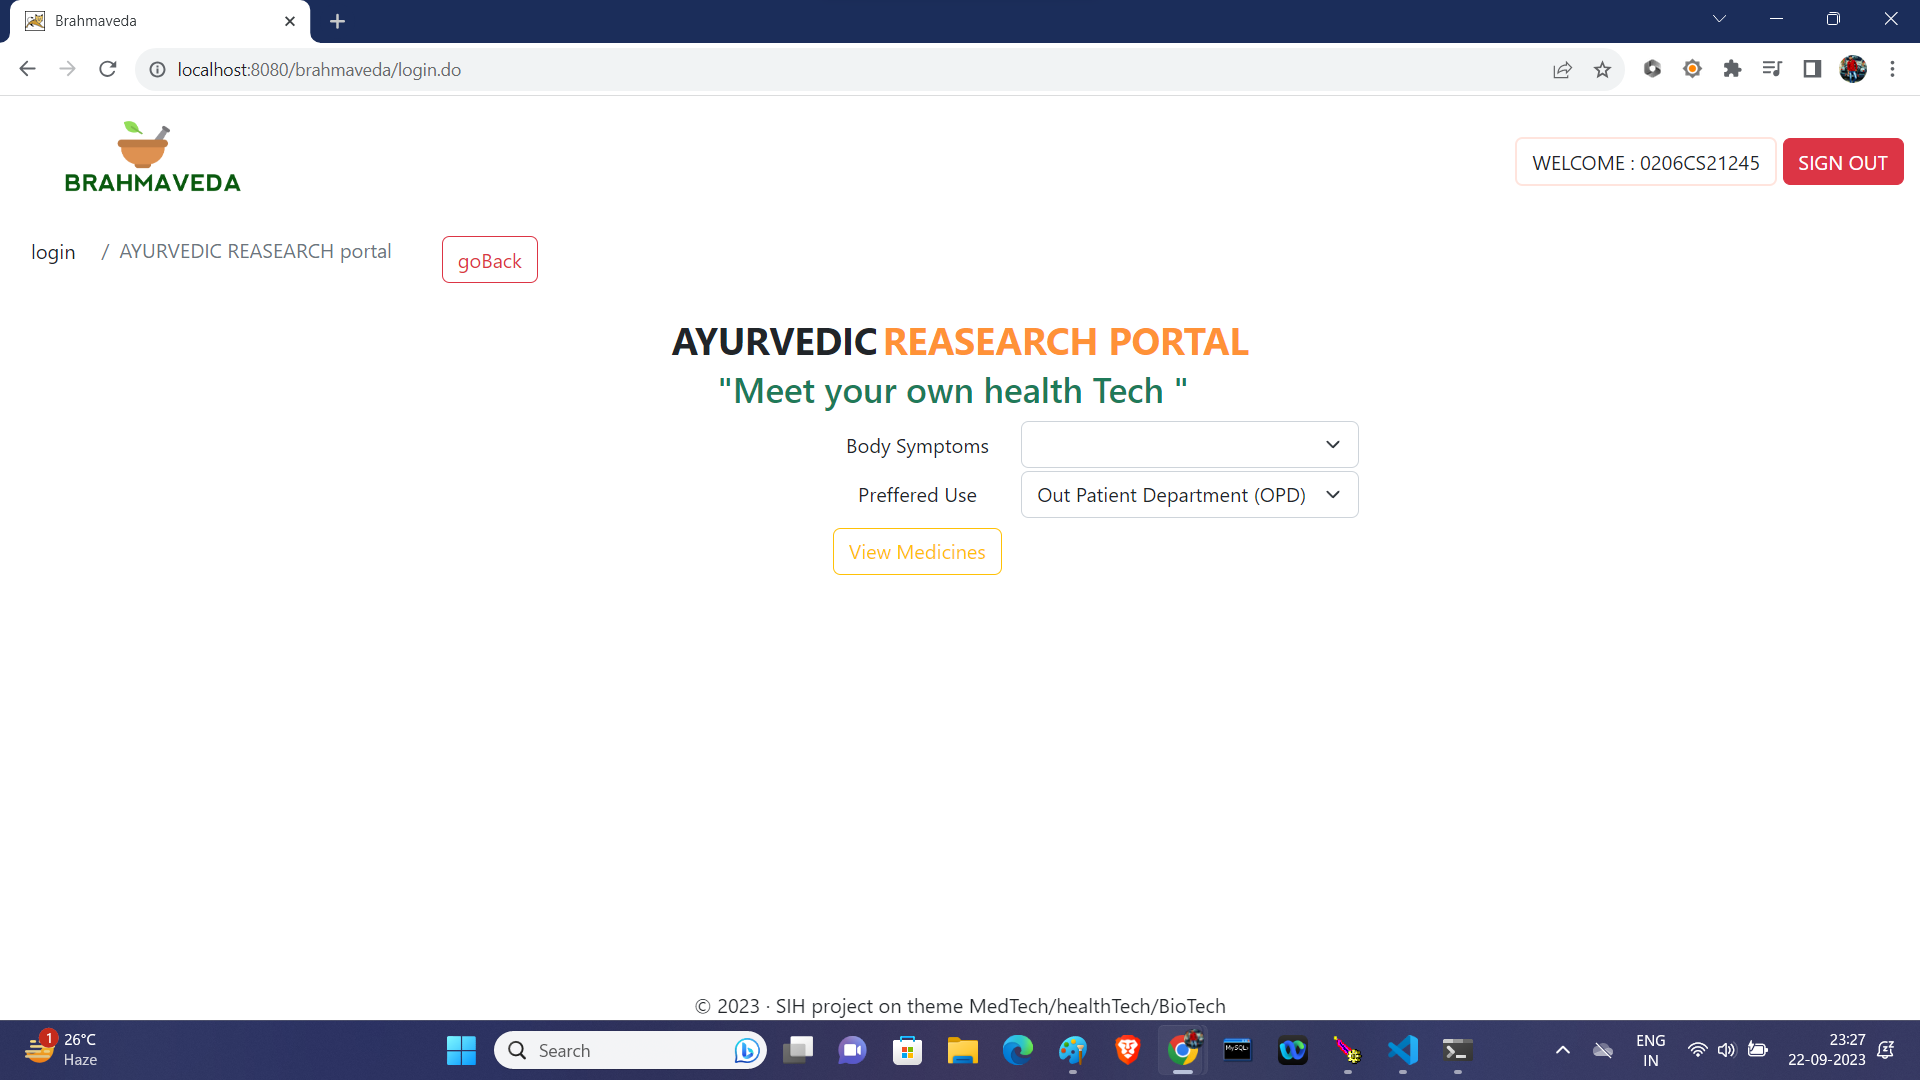 Brahmaveda
localhost:8080/brahmaveda/login.do
BRAHMAVEDA
WELCOME : 0206CS21245
SIGN OUT
login / AYURVEDIC REASEARCH portal
goBack
AYURVEDIC REASEARCH PORTAL
"Meet your own health Tech "
Body Symptoms
Preffered Use
Out Patient Department (OPD)
View Medicines
© 2023 · SIH project on theme MedTech/healthTech/BioTech
1
26°C
Haze
Search
MySQL
ENG
IN
23:27
22-09-2023